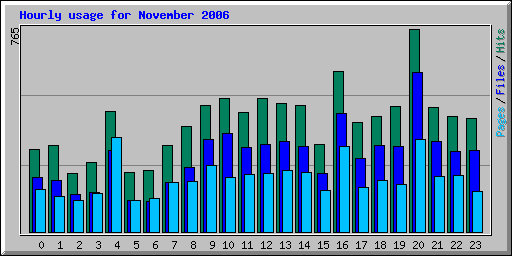 Hourly usage for November 2006
765
Pages / Files / Hits
0 1 2 3 4 5 6 7 8 9 10 11 12 13 14 15 16 17 18 19 20 21 22 23